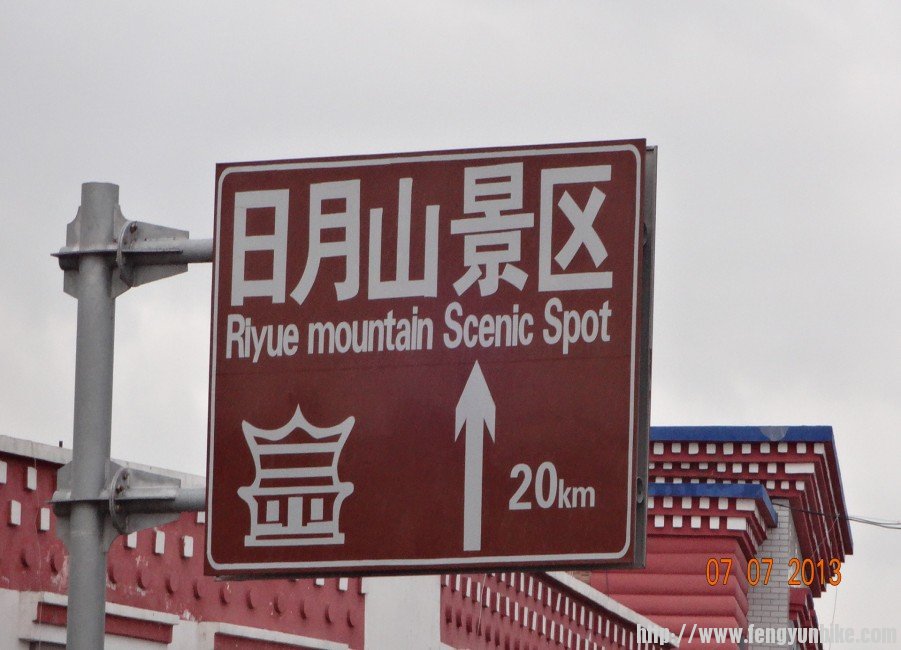 日月山景区
Riyue mountain Scenic Spot
20km
07 07 2013
http://www.fengyunbike.com